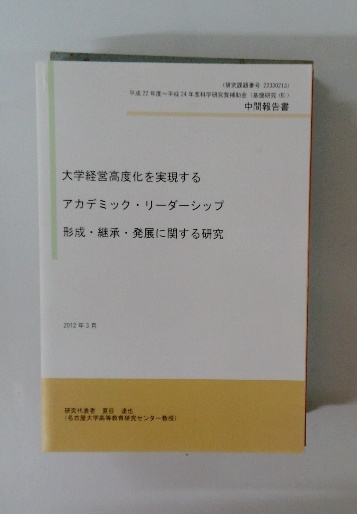 (研究課題番号 22330213)
平成22年度～平成24年度科学研究費補助金(基盤研究(B))
中間報告書
大学経営高度化を実現する
アカデミック・リーダーシップ
形成・継承・発展に関する研究
2012年3月
研究代表者 夏目 達也
(名古屋大学高等教育研究センター教授)